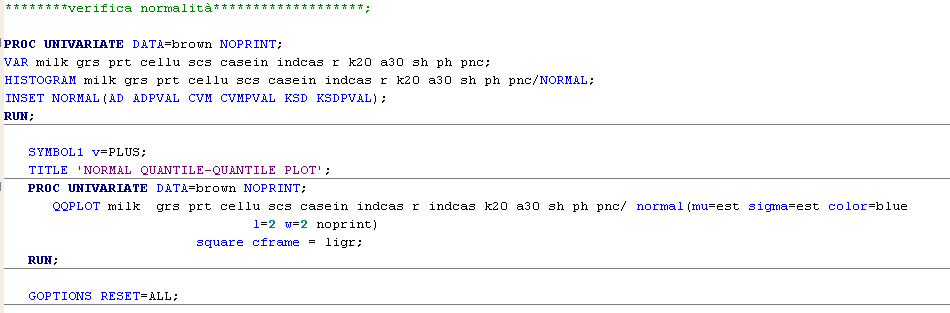 ********verifica normalità*******************;
PROC UNIVARIATE DATA=brown NOPRINT;
VAR milk grs prt cellu scs casein indcas r k20 a30 sh ph pnc;
HISTOGRAM milk grs prt cellu scs casein indcas r k20 a30 sh ph pnc/NORMAL;
INSET NORMAL(AD ADPVAL CVM CVMPVAL KSD KSDPVAL);
RUN;
SYMBOL1 v=PLUS;
TITLE 'NORMAL QUANTILE-QUANTILE PLOT';
PROC UNIVARIATE DATA=brown NOPRINT;
QQPLOT milk  grs prt cellu scs casein indcas r indcas k20 a30 sh ph pnc/ normal(mu=est sigma=est color=blue
l=2 w=2 noprint)
square cframe = ligr;
RUN;
GOPTIONS RESET=ALL;